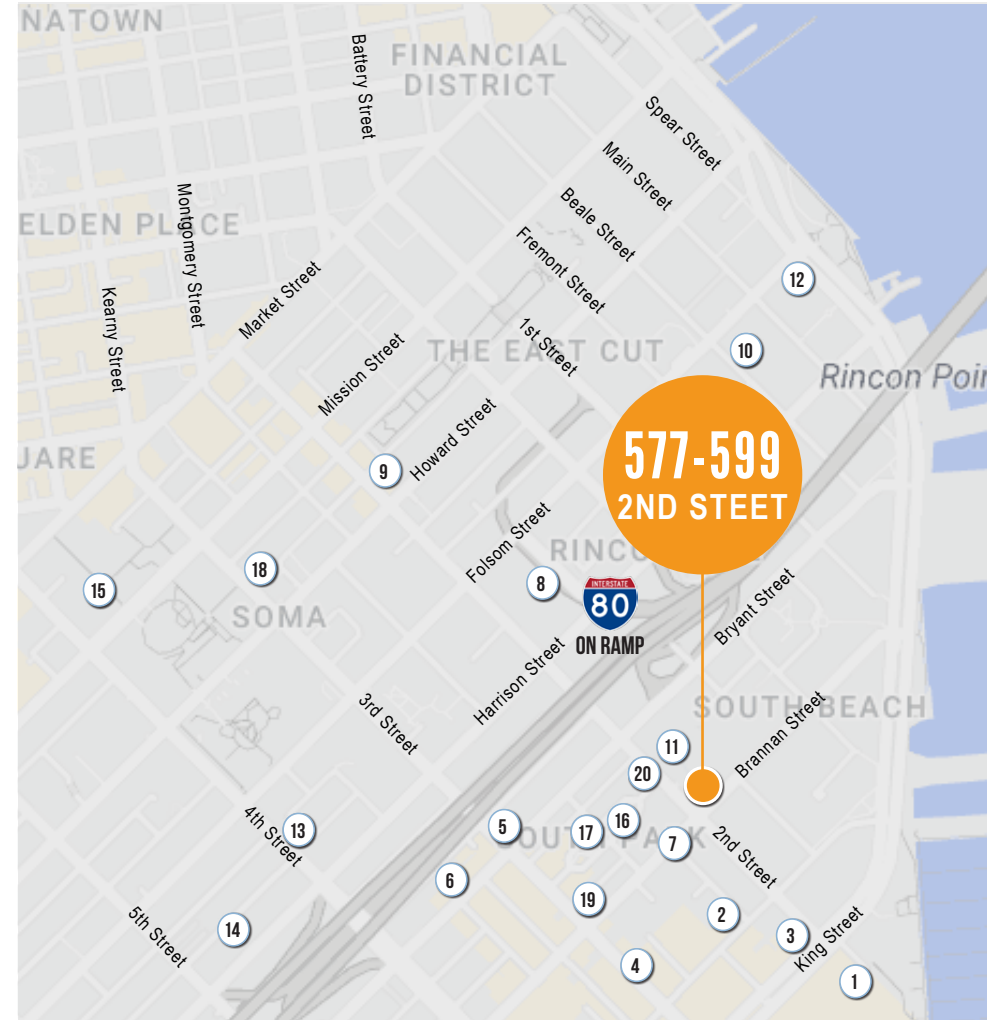 NATOWN
Battery Street
FINANCIAL
DISTRICT
Spear Street
Main Street
Beale Street
Fremont Street
ELDEN PLACE
Montgomery Street
Market Street
Kearny Street
12
1st Street
THE EAST CUT
10
Mission Street
Rincon Poin
577-599
2ND STEET
UARE
9
Howard Street
Folsom Street
RINCO
18
15
8
INTERSTATE
80
ON RAMP
Bryant Street
SOMA
Harrison Street
3rd Street
SOUTH BEACH
Brannan Street
11
20
4th Street
13
5
17
16
OUTH PARK
7
2nd Street
6
19
2
5th Street
14
3
King Street
4
1